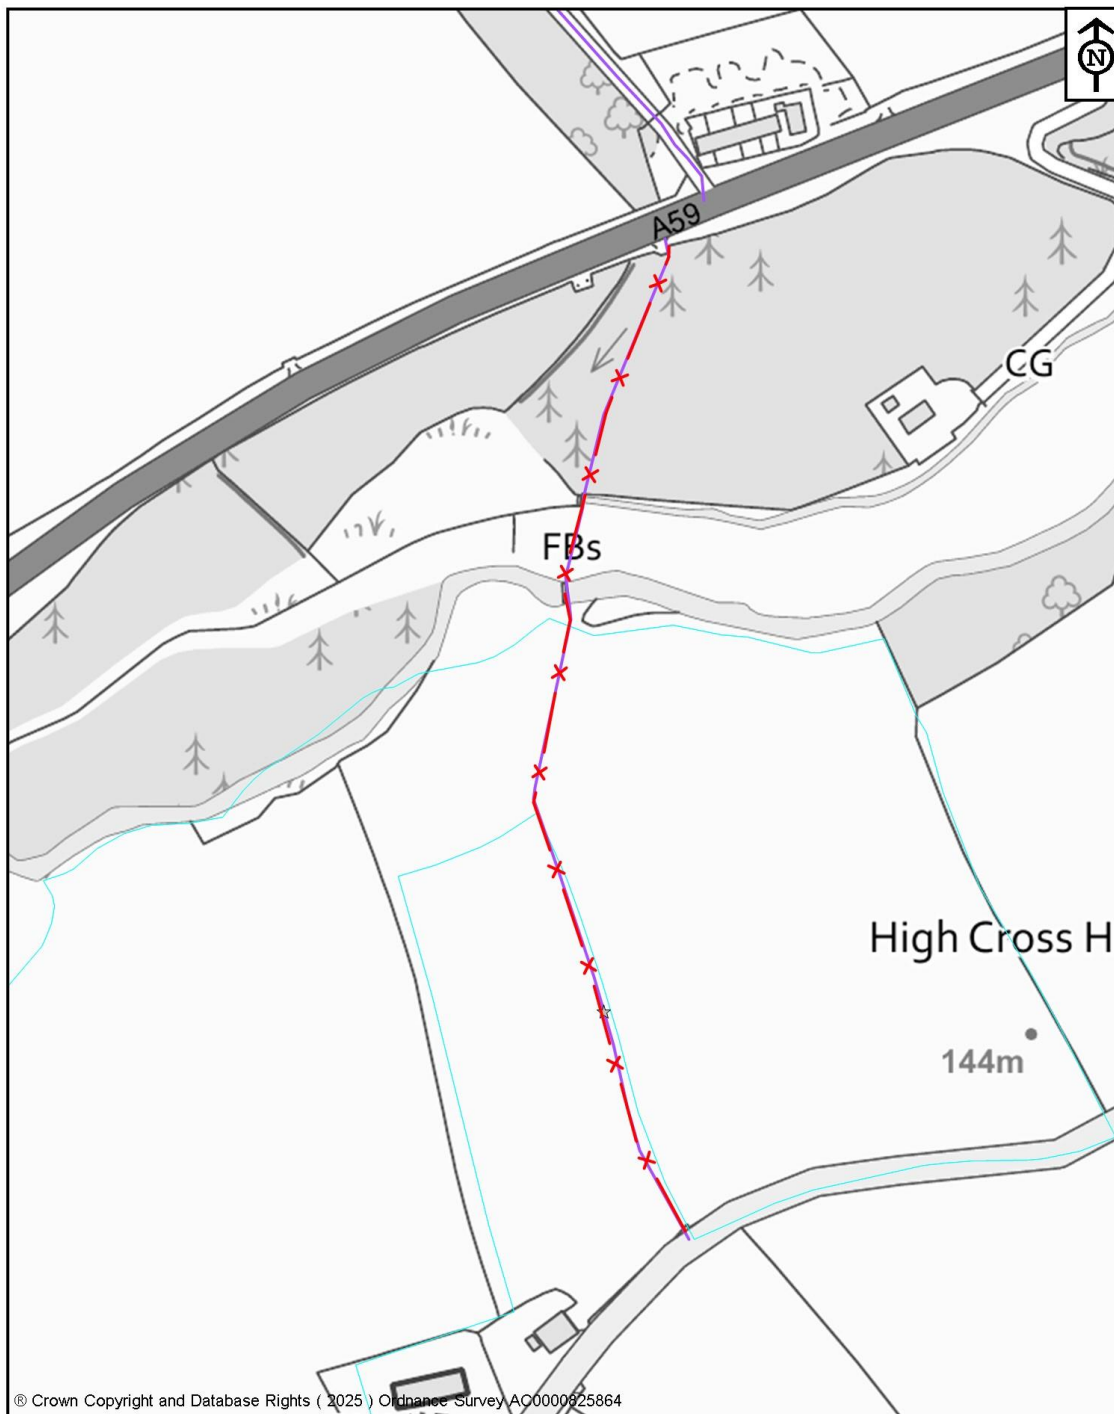 N
A59
CG
FBs
High Cross H
144m
® Crown Copyright and Database Rights ( 2025 ) Ordnance Survey AC0000825864